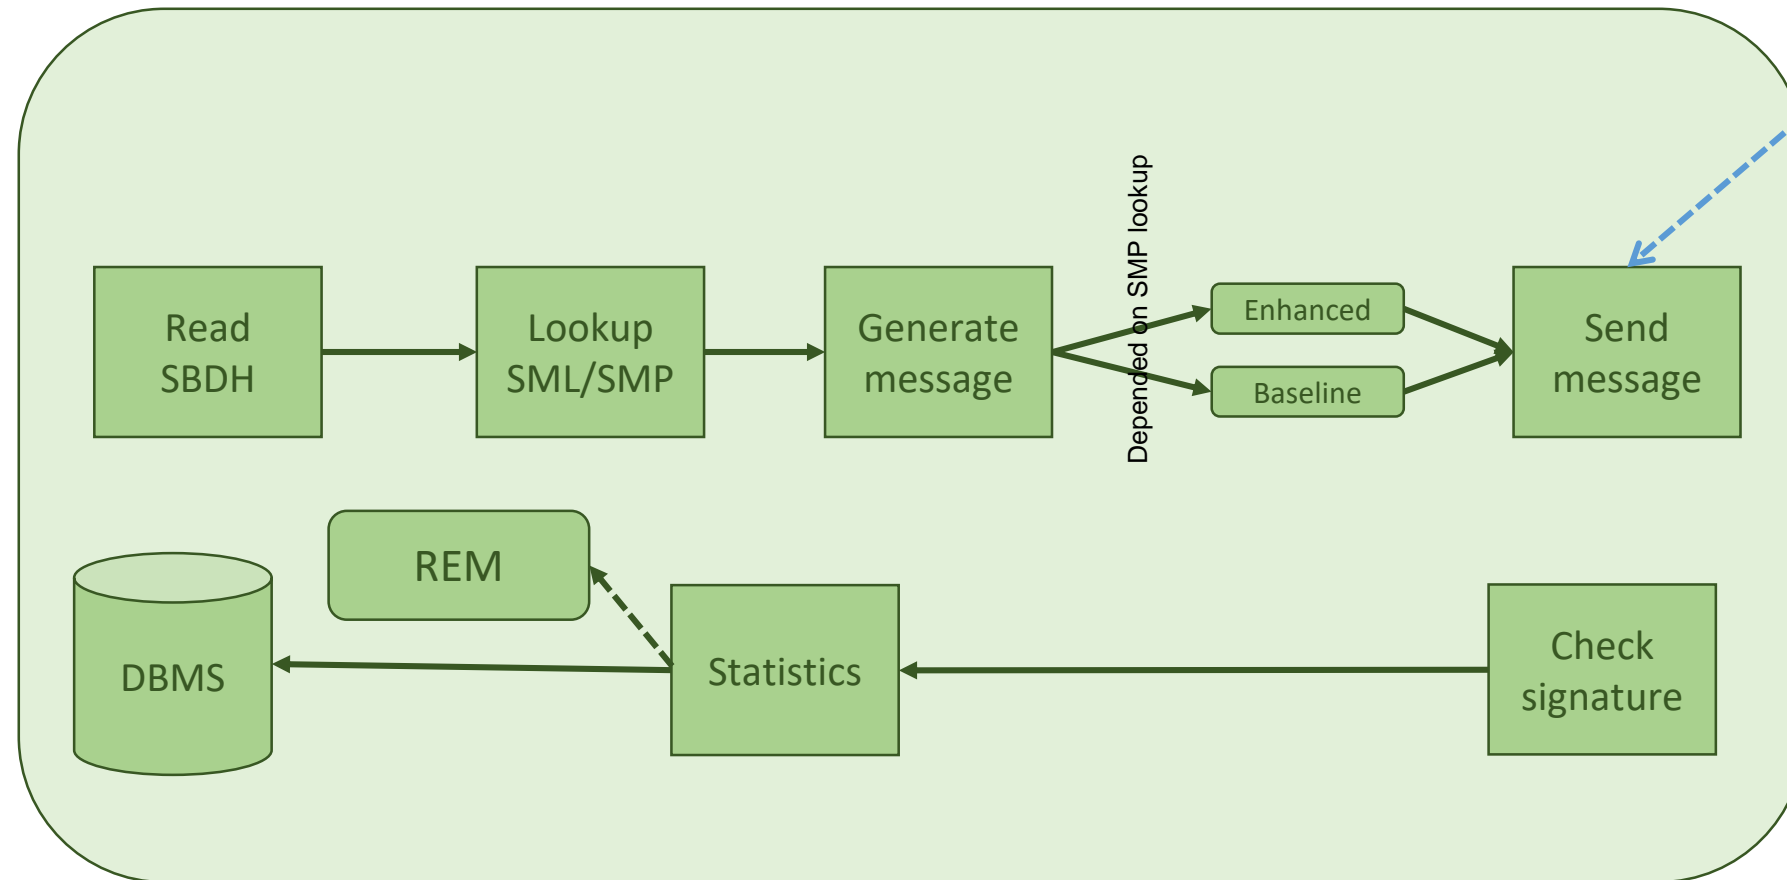 Read
SBDH
Lookup
SML/SMP
Generate
message
Depended on SMP lookup
Enhanced
Baseline
Send
message
REM
DBMS
Statistics
Check
signature